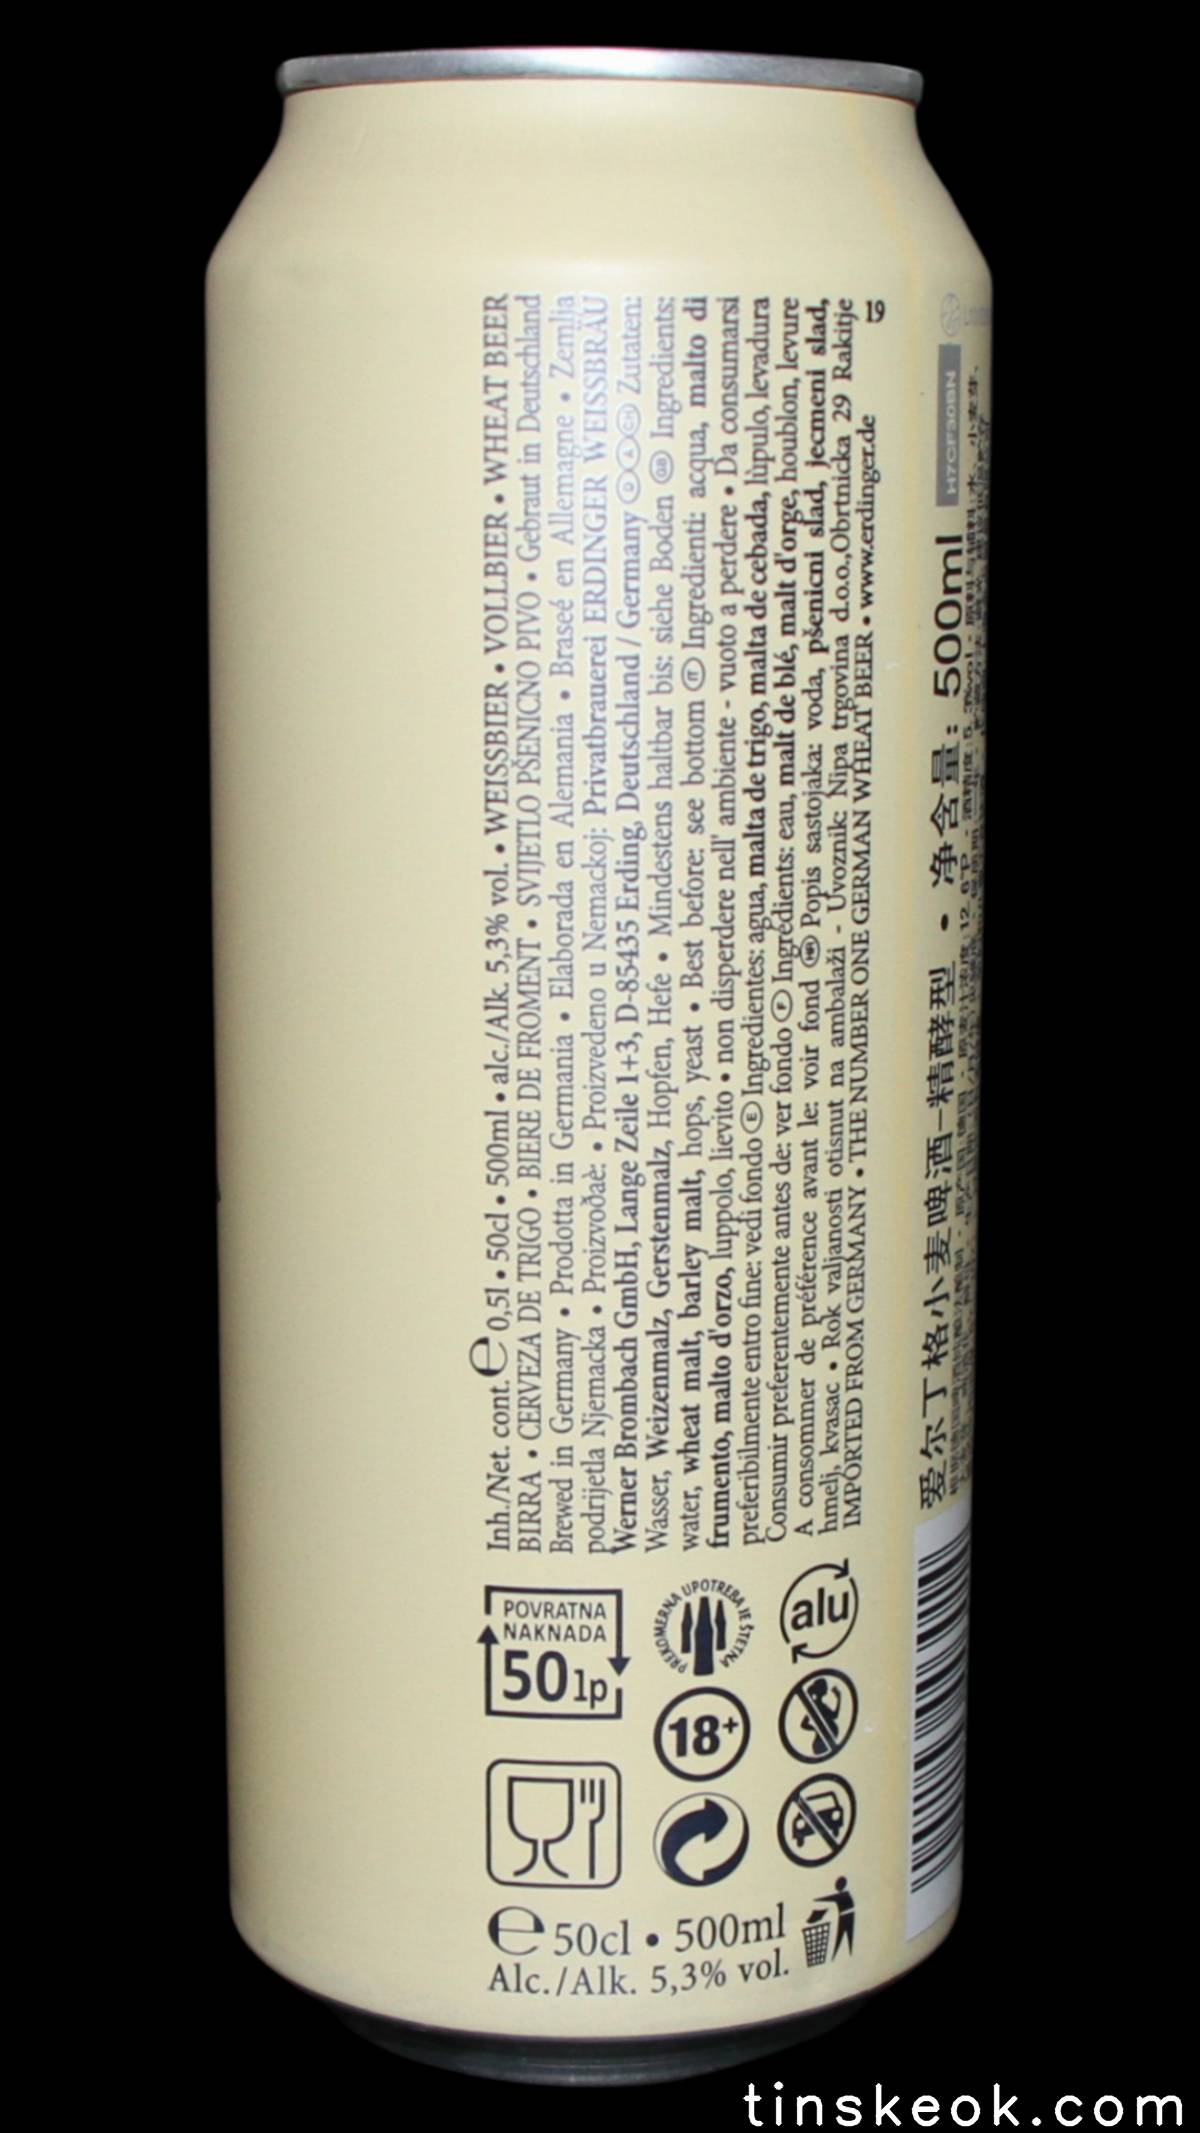 Inh./Net. cont. ℮ 0,5l • 50cl • 500ml • alc./Alk. 5,3% vol. • WEISSBIER • VOLLBIER • WHEAT BEER
BIRRA • CERVEZA DE TRIGO • BIERE DE FROMENT • SVIJETLO PŠENICNO PIVO • Gebraut in Deutschland
Brewed in Germany • Prodotta in Germania • Elaborada en Alemania • Braseé en Allemagne • Zemlja
podrijetla Njemacka • Proizvoðaè: • Proizvedeno u Nemackoj: Privatbrauerei ERDINGER WEISSBRÄU
Werner Brombach GmbH, Lange Zeile 1+3, D-85435 Erding, Deutschland / Germany D A CH Zutaten:
Wasser, Weizenmalz, Gerstenmalz, Hopfen, Hefe • Mindestens haltbar bis: siehe Boden GB Ingredients:
water, wheat malt, barley malt, hops, yeast • Best before: see bottom IT Ingredienti: acqua, malto di
frumento, malto d'orzo, luppolo, lievito • non disperdere nell' ambiente - vuoto a perdere • Da consumarsi
preferibilmente entro fine: vedi fondo E Ingredientes: agua, malta de trigo, malta de cebada, lùpulo, levadura
Consumir preferentemente antes de: ver fondo F Ingrédients: eau, malt de blé, malt d'orge, houblon, levure
A consommer de préférence avant le: voir fond HR Popis sastojaka: voda, pšenicni slad, jecmeni slad,
hmelj, kvasac • Rok valjanosti otisnut na ambalaži - Uvoznik: Nipa trgovina d.o.o.,Obrtnicka 29 Rakitje
IMPORTED FROM GERMANY • THE NUMBER ONE GERMAN WHEAT BEER • www.erdinger.de
19
爱尔丁格小麦啤酒-精酵型 • 净含量: 500ml
H7CP30BN
POVRATNA
NAKNADA
50 lp
PREKOMJERNA UPOTREBA JE ŠTETNA
alu
18+
℮ 50cl • 500ml
Alc./Alk. 5,3% vol.
tinskeok.com